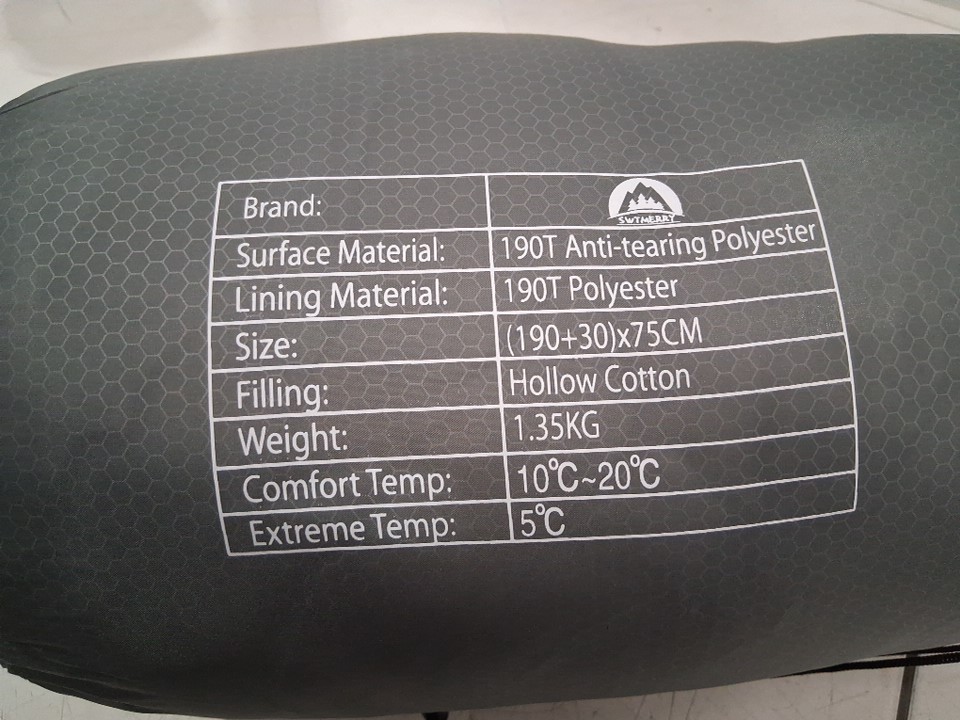 Brand: SWTMERRY
Surface Material: 190T Anti-tearing Polyester
Lining Material: 190T Polyester
Size: (190+30)x75CM
Filling: Hollow Cotton
Weight: 1.35KG
Comfort Temp: 10℃~20℃
Extreme Temp: 5℃